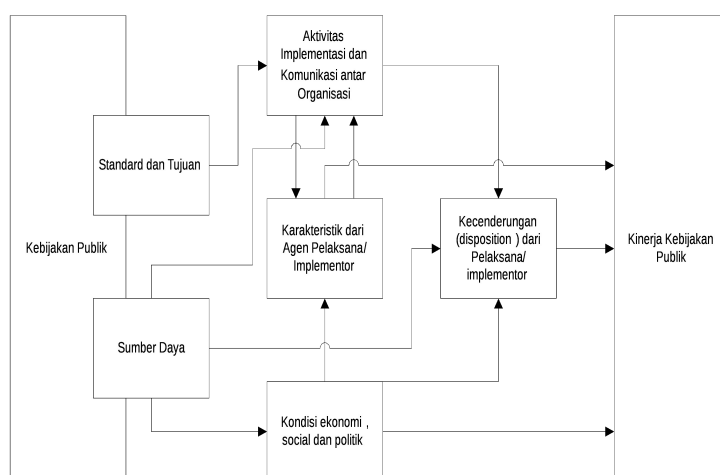 Aktivitas
Implementasi dan
Komunikasi antar
Organisasi
Standard dan Tujuan
Kebijakan Publik
Karakteristik dari
Agen Pelaksana/
Implementor
Kecenderungan
(disposition ) dari
Pelaksana/
implementor
Kinerja Kebijakan
Publik
Sumber Daya
Kondisi ekonomi ,
social dan politik